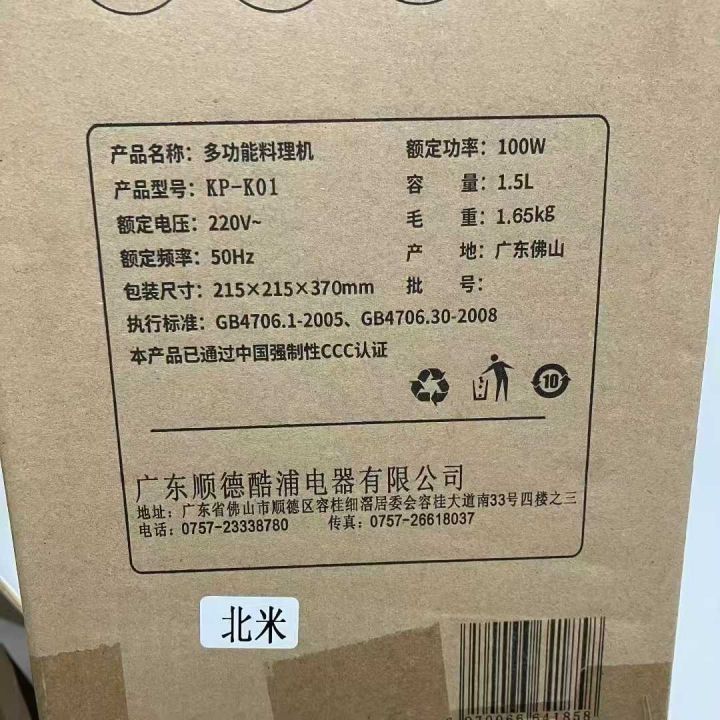 产品名称：多功能料理机 额定功率：100W
产品型号：KP-K01 容 量：1.5L
额定电压：220V~ 毛 重：1.65kg
额定频率：50Hz 产 地：广东佛山
包装尺寸：215×215×370mm 批 号：
执行标准：GB4706.1-2005、GB4706.30-2008
本产品已通过中国强制性CCC认证
10
广东顺德酷浦电器有限公司
地址：广东省佛山市顺德区容桂细滘居委会容桂大道南33号四楼之三
电话：0757-23338780 传真：0757-26618037
北米